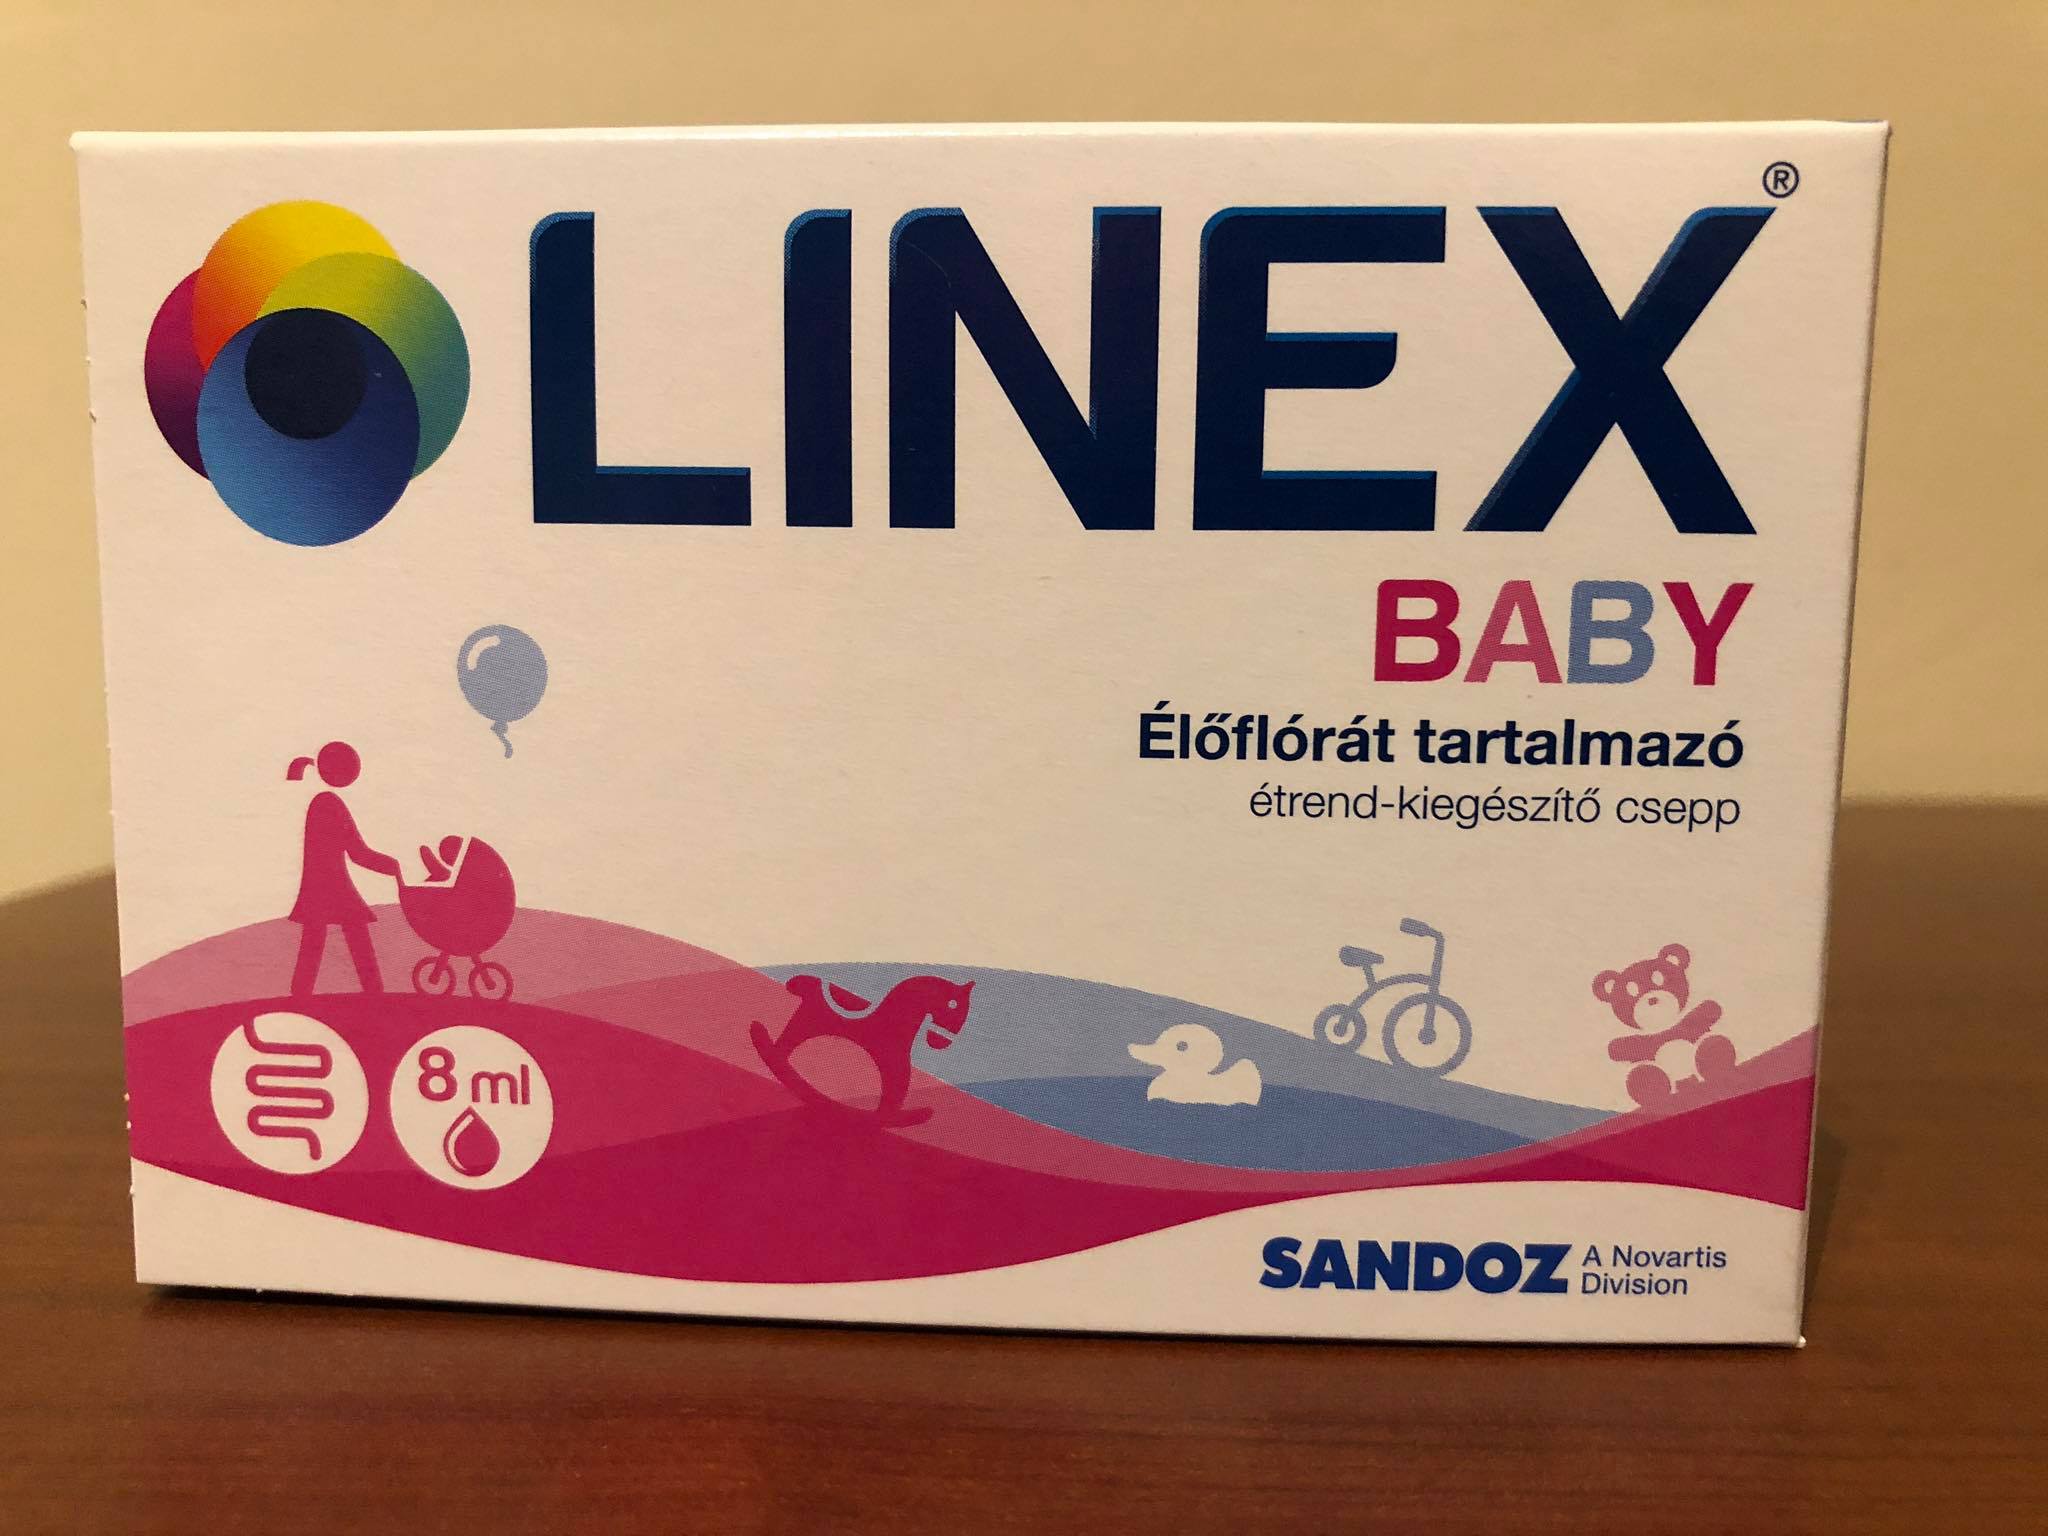 LINEX®
BABY
Élőflórát tartalmazó
étrend-kiegészítő csepp
8 ml
SANDOZ A Novartis
Division